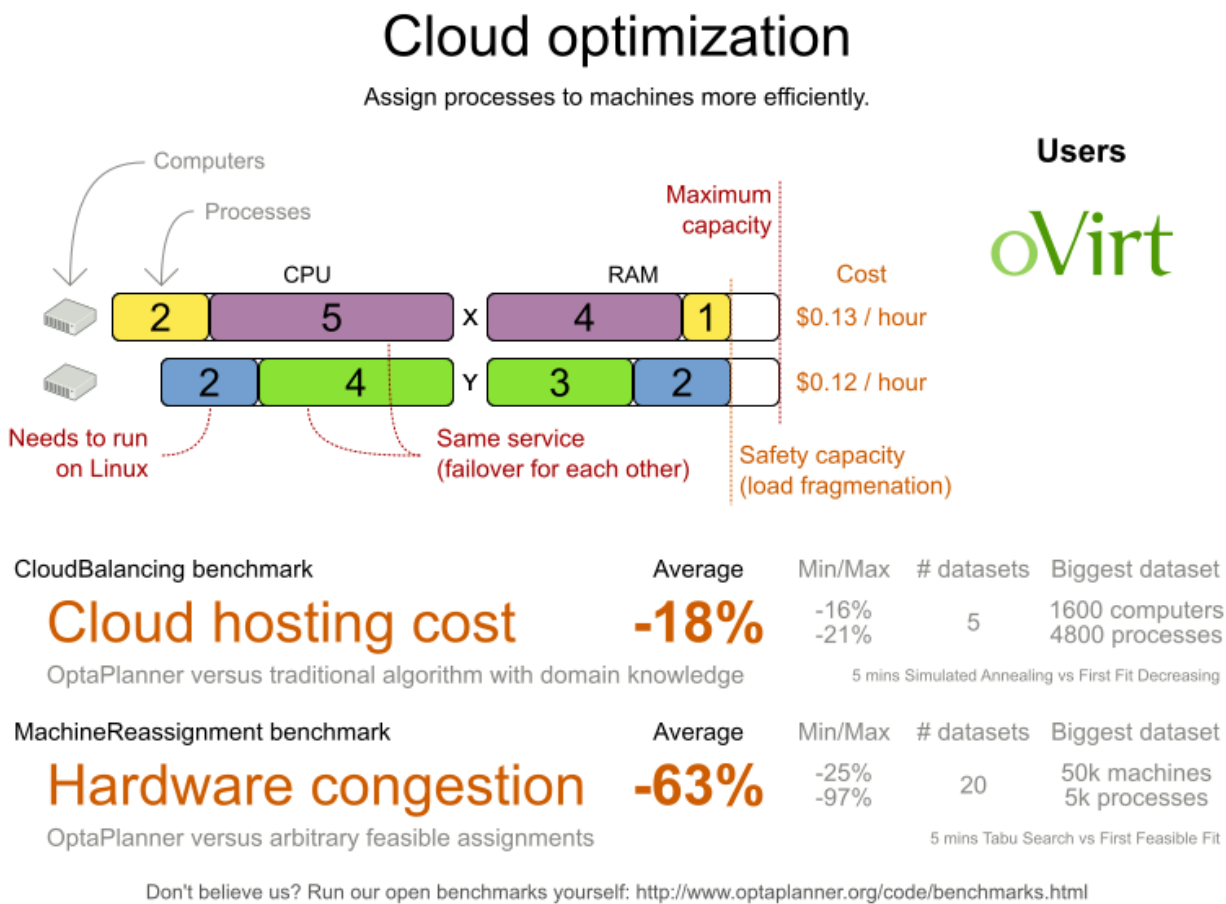 Cloud optimization
Assign processes to machines more efficiently.
Computers
Processes
Users
oVirt
Maximum
capacity
CPU
RAM
Cost
2 5 X 4 1 $0.13 / hour
2 4 Y 3 2 $0.12 / hour
Needs to run
on Linux
Same service
(failover for each other)
Safety capacity
(load fragmenation)
CloudBalancing benchmark
Average
Min/Max
# datasets
Biggest dataset
Cloud hosting cost
-18%
-16%
-21%
5
1600 computers
4800 processes
OptaPlanner versus traditional algorithm with domain knowledge
5 mins Simulated Annealing vs First Fit Decreasing
MachineReassignment benchmark
Average
Min/Max
# datasets
Biggest dataset
Hardware congestion
-63%
-25%
-97%
20
50k machines
5k processes
OptaPlanner versus arbitrary feasible assignments
5 mins Tabu Search vs First Feasible Fit
Don't believe us? Run our open benchmarks yourself: http://www.optaplanner.org/code/benchmarks.html